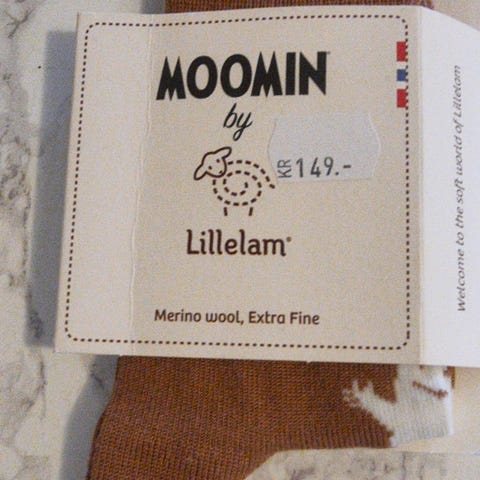 MOOMIN
by
KR 149.-
Lillelam®
Merino wool, Extra Fine
Welcome to the soft world of Lillelam